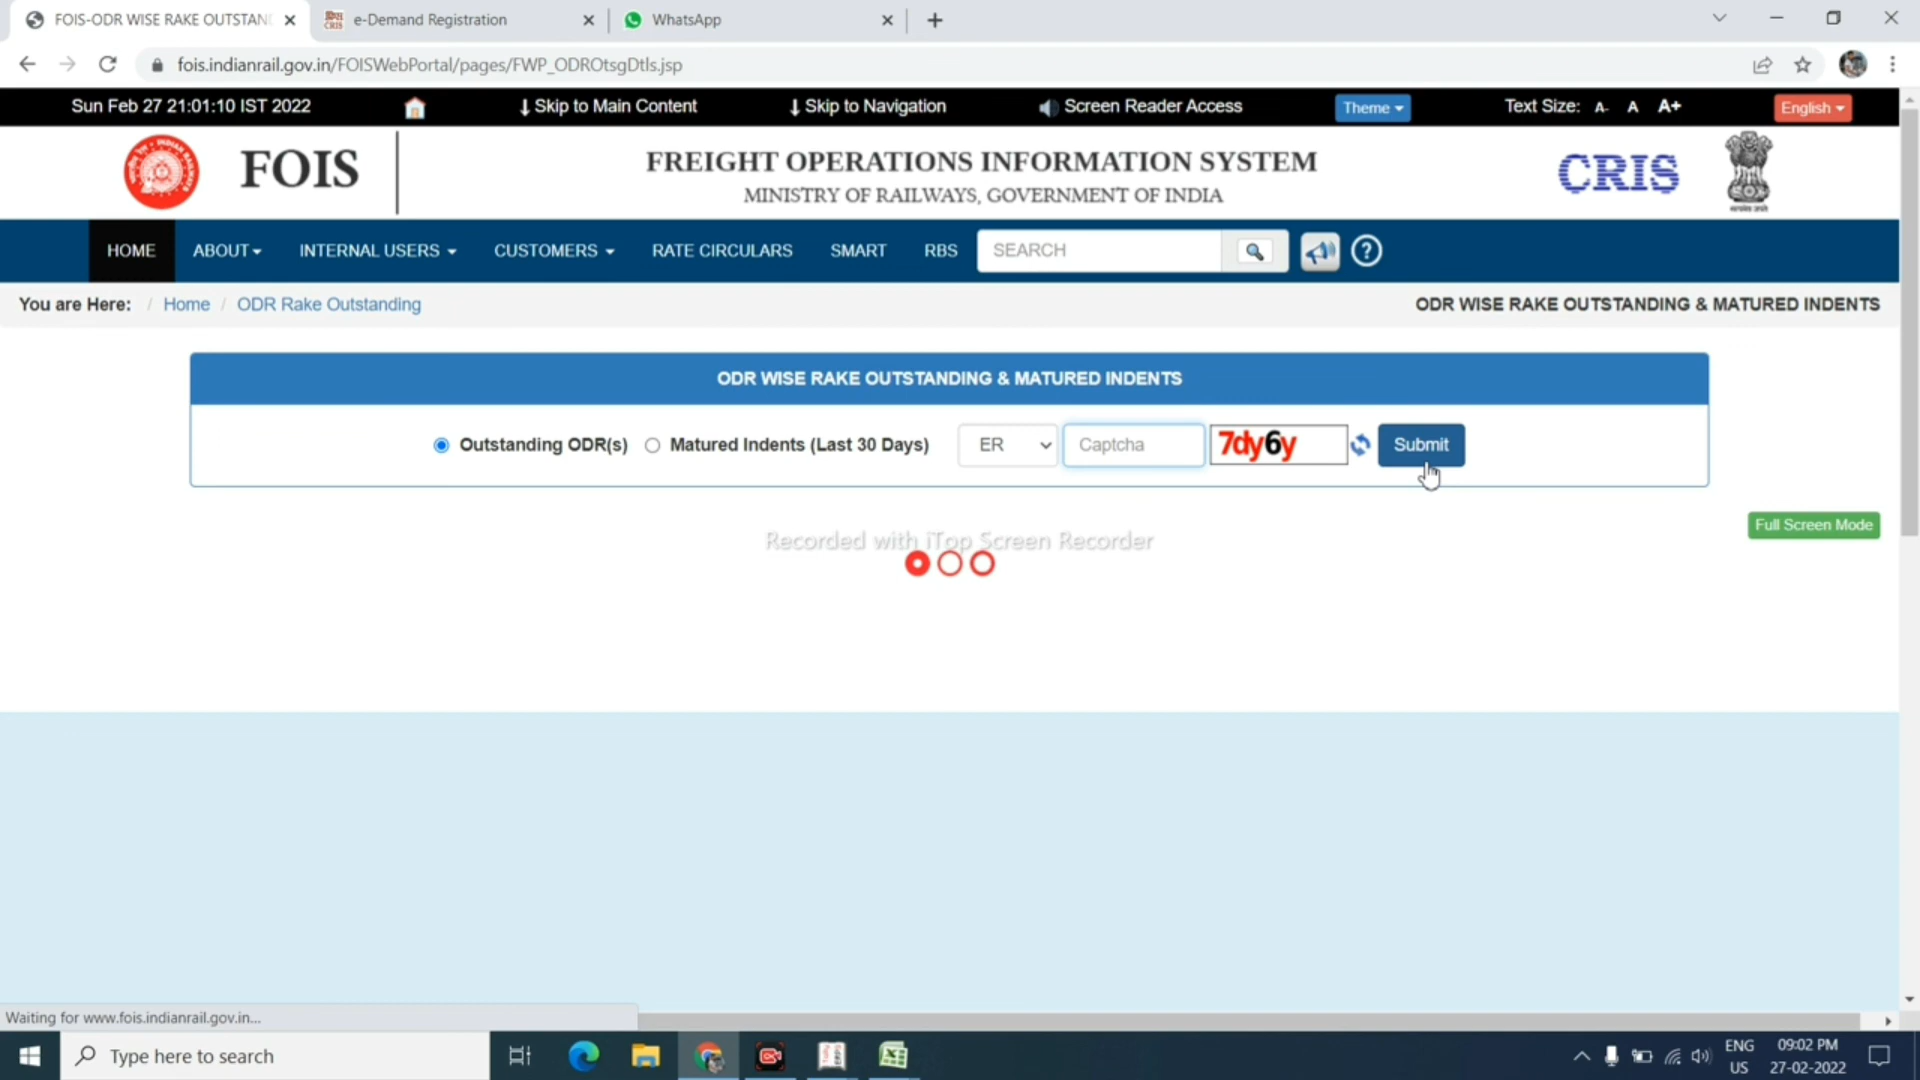 FOIS-ODR WISE RAKE OUTSTAN
e-Demand Registration
WhatsApp
fois.indianrail.gov.in/FOISWebPortal/pages/FWP_ODROtsgDtls.jsp
Sun Feb 27 21:01:10 IST 2022
Skip to Main Content
Skip to Navigation
Screen Reader Access
Theme
Text Size: A- A A+
English
FOIS
FREIGHT OPERATIONS INFORMATION SYSTEM
MINISTRY OF RAILWAYS, GOVERNMENT OF INDIA
CRIS
HOME ABOUT INTERNAL USERS CUSTOMERS RATE CIRCULARS SMART RBS SEARCH
You are Here: / Home / ODR Rake Outstanding
ODR WISE RAKE OUTSTANDING & MATURED INDENTS
ODR WISE RAKE OUTSTANDING & MATURED INDENTS
Outstanding ODR(s) Matured Indents (Last 30 Days) ER Captcha 7dy6y Submit
Full Screen Mode
Recorded with iTop Screen Recorder
Waiting for www.fois.indianrail.gov.in...
Type here to search
ENG
US
09:02 PM
27-02-2022